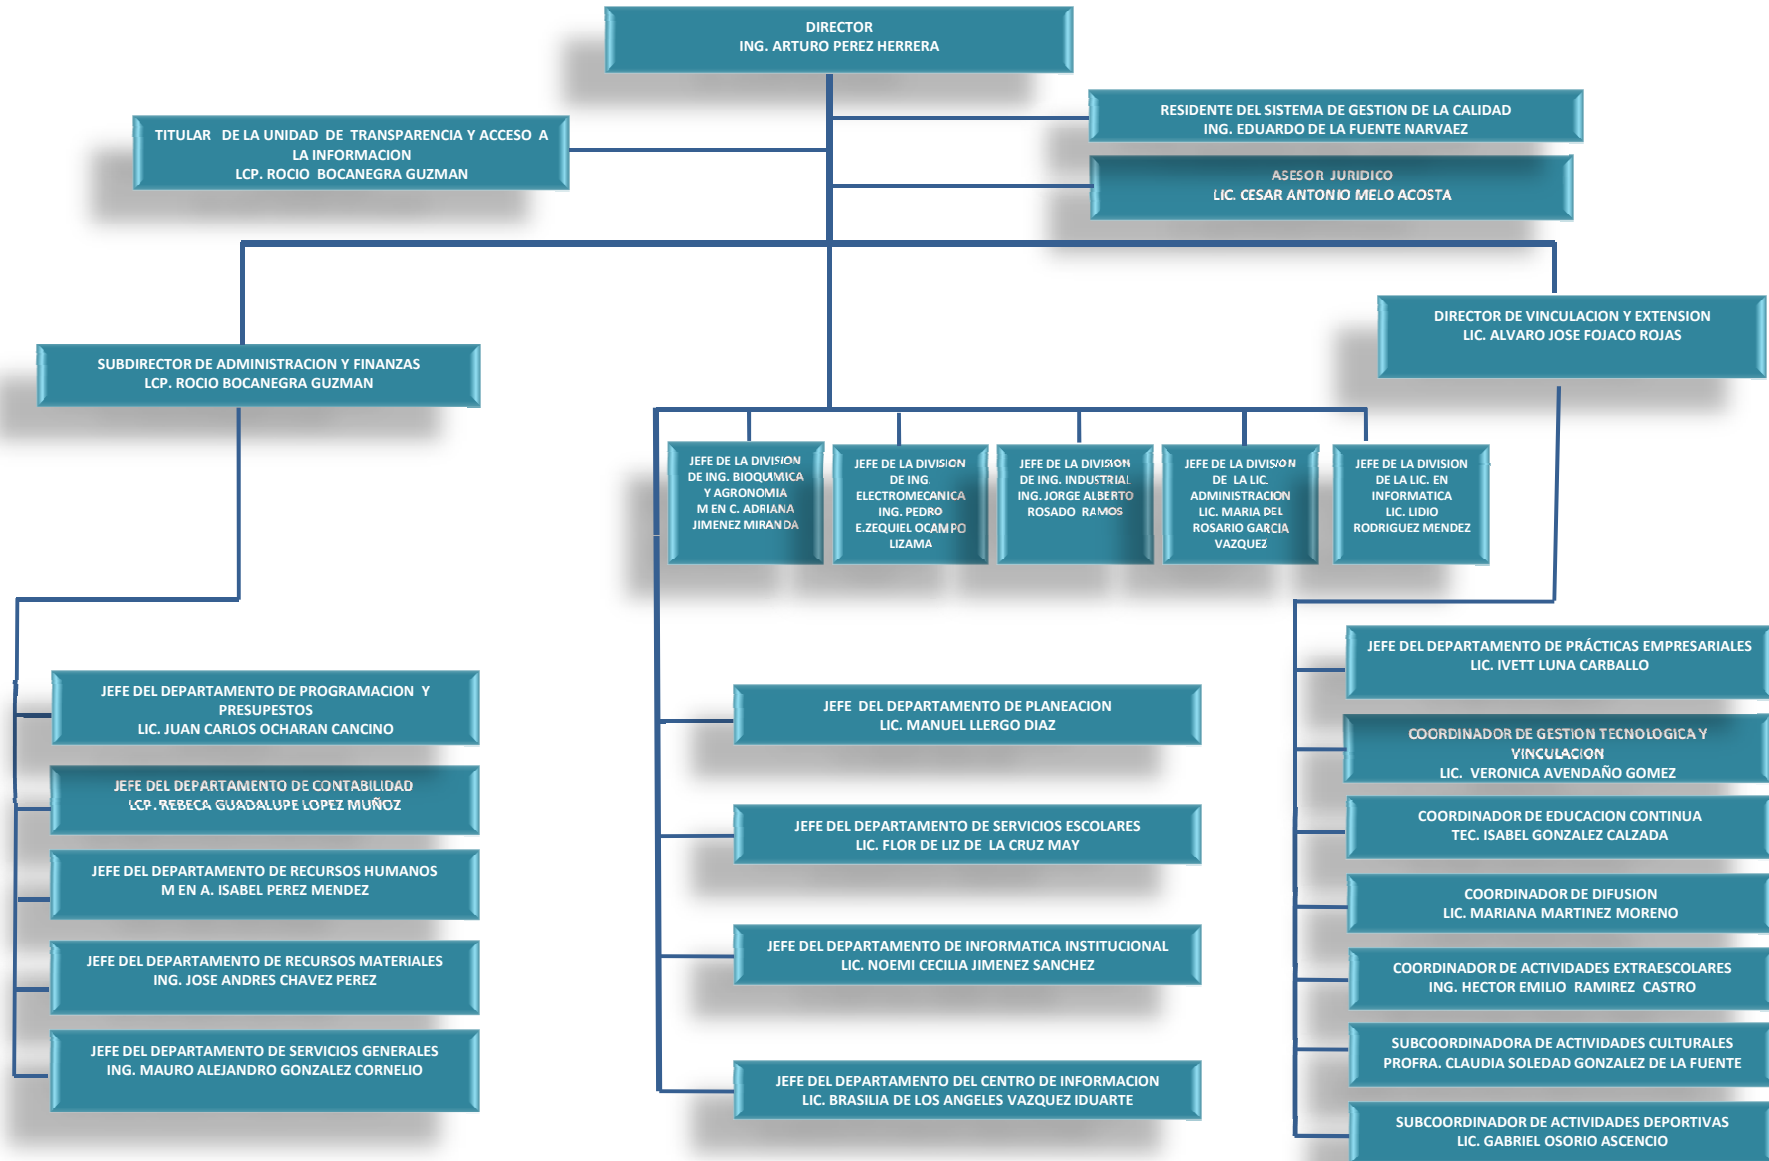 DIRECTOR
ING. ARTURO PEREZ HERRERA
RESIDENTE DEL SISTEMA DE GESTION DE LA CALIDAD
ING. EDUARDO DE LA FUENTE NARVAEZ
TITULAR DE LA UNIDAD DE TRANSPARENCIA Y ACCESO A
LA INFORMACION
LCP. ROCIO BOCANEGRA GUZMAN
ASESOR JURIDICO
LIC. CESAR ANTONIO MELO ACOSTA
DIRECTOR DE VINCULACION Y EXTENSION
LIC. ALVARO JOSE FOJACO ROJAS
SUBDIRECTOR DE ADMINISTRACION Y FINANZAS
LCP. ROCIO BOCANEGRA GUZMAN
JEFE DE LA DIVISION
DE ING. BIOQUIMICA
Y AGRONOMIA
M EN C. ADRIANA
JIMENEZ MIRANDA
JEFE DE LA DIVISION
DE ING.
ELECTROMECANICA
ING. PEDRO
E.ZEQUIEL OCAMPO
LIZAMA
JEFE DE LA DIVISION
DE ING. INDUSTRIAL
ING. JORGE ALBERTO
ROSADO RAMOS
JEFE DE LA DIVISION
DE LA LIC.
ADMINISTRACION
LIC. MARIA DEL
ROSARIO GARCIA
VAZQUEZ
JEFE DE LA DIVISION
DE LA LIC. EN
INFORMATICA
LIC. LIDIO
RODRIGUEZ MENDEZ
JEFE DEL DEPARTAMENTO DE PROGRAMACION Y
PRESUPESTOS
LIC. JUAN CARLOS OCHARAN CANCINO
JEFE DEL DEPARTAMENTO DE CONTABILIDAD
LCP. REBECA GUADALUPE LOPEZ MUÑOZ
JEFE DEL DEPARTAMENTO DE RECURSOS HUMANOS
M EN A. ISABEL PEREZ MENDEZ
JEFE DEL DEPARTAMENTO DE RECURSOS MATERIALES
ING. JOSE ANDRES CHAVEZ PEREZ
JEFE DEL DEPARTAMENTO DE SERVICIOS GENERALES
ING. MAURO ALEJANDRO GONZALEZ CORNELIO
JEFE DEL DEPARTAMENTO DE PLANEACION
LIC. MANUEL LLERGO DIAZ
JEFE DEL DEPARTAMENTO DE SERVICIOS ESCOLARES
LIC. FLOR DE LIZ DE LA CRUZ MAY
JEFE DEL DEPARTAMENTO DE INFORMATICA INSTITUCIONAL
LIC. NOEMI CECILIA JIMENEZ SANCHEZ
JEFE DEL DEPARTAMENTO DEL CENTRO DE INFORMACION
LIC. BRASILIA DE LOS ANGELES VAZQUEZ IDUARTE
JEFE DEL DEPARTAMENTO DE PRÁCTICAS EMPRESARIALES
LIC. IVETT LUNA CARBALLO
COORDINADOR DE GESTION TECNOLOGICA Y
VINCULACION
LIC. VERONICA AVENDAÑO GOMEZ
COORDINADOR DE EDUCACION CONTINUA
TEC. ISABEL GONZALEZ CALZADA
COORDINADOR DE DIFUSION
LIC. MARIANA MARTINEZ MORENO
COORDINADOR DE ACTIVIDADES EXTRAESCOLARES
ING. HECTOR EMILIO RAMIREZ CASTRO
SUBCOORDINADORA DE ACTIVIDADES CULTURALES
PROFRA. CLAUDIA SOLEDAD GONZALEZ DE LA FUENTE
SUBCOORDINADOR DE ACTIVIDADES DEPORTIVAS
LIC. GABRIEL OSORIO ASCENCIO